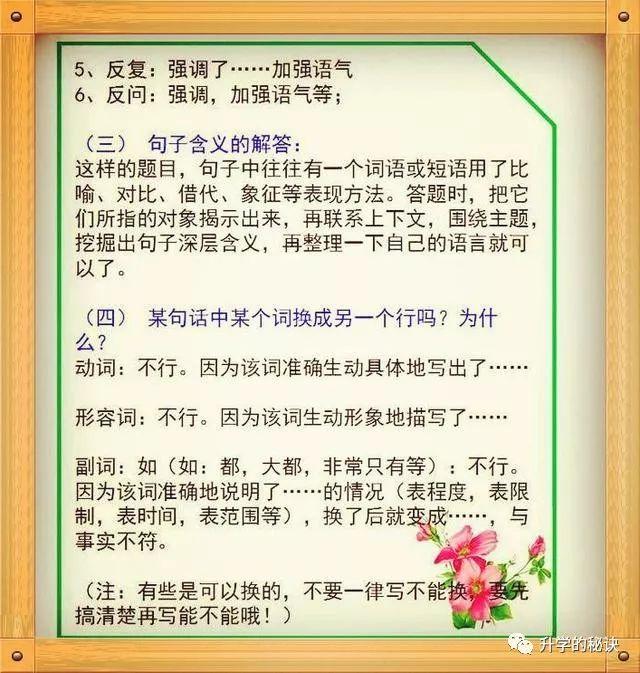 5、反复：强调了……加强语气
6、反问：强调，加强语气等；
（三） 句子含义的解答：
这样的题目，句子中往往有一个词语或短语用了比
喻、对比、借代、象征等表现方法。答题时，把它
们所指的对象揭示出来，再联系上下文，围绕主题，
挖掘出句子深层含义，再整理一下自己的语言就可
以了。
（四） 某句话中某个词换成另一个行吗？为什
么？
动词：不行。因为该词准确生动具体地写出了……
形容词：不行。因为该词生动形象地描写了……
副词：如（如：都，大都，非常只有等）：不行。
因为该词准确地说明了……的情况（表程度，表限
制，表时间，表范围等），换了后就变成……，与
事实不符。
（注：有些是可以换的，不要一律写不能换，要先
搞清楚再写能不能哦！）
升学的秘诀